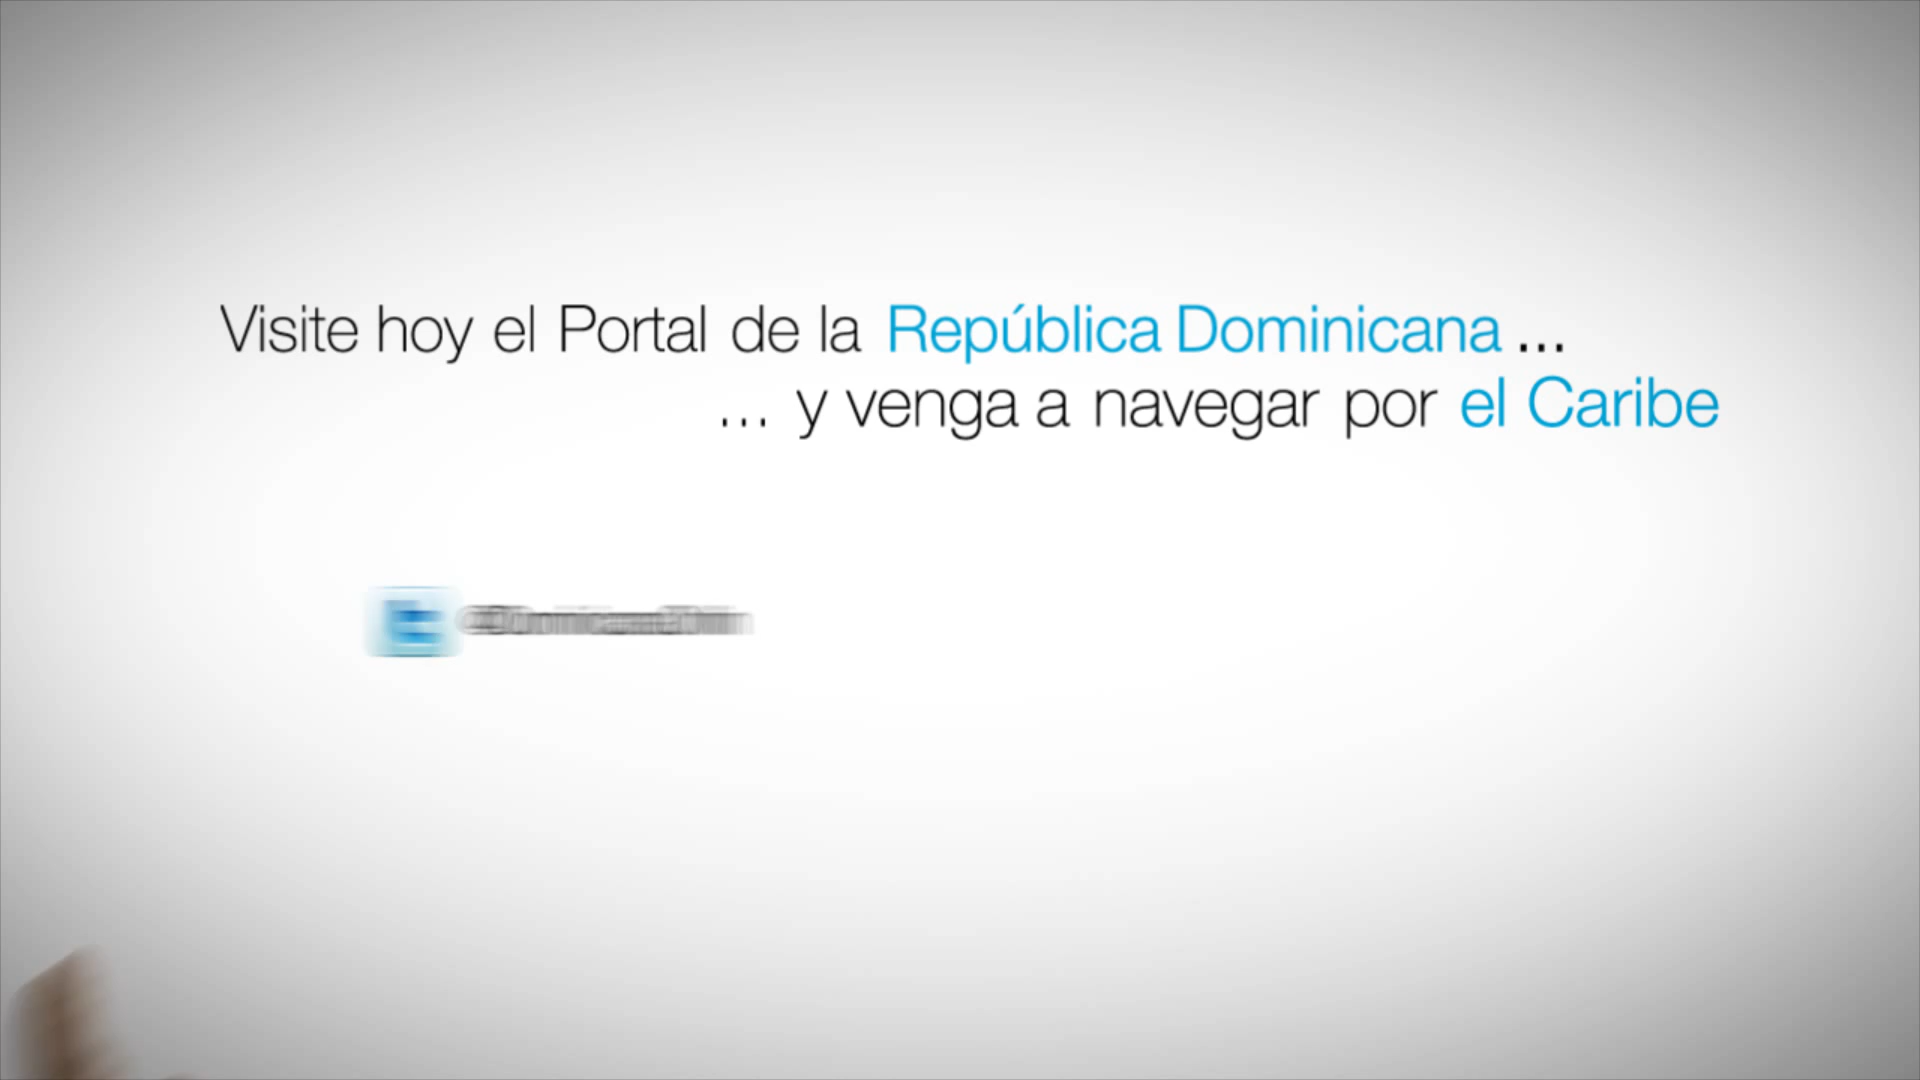 Visite hoy el Portal de la República Dominicana ...
... y venga a navegar por el Caribe